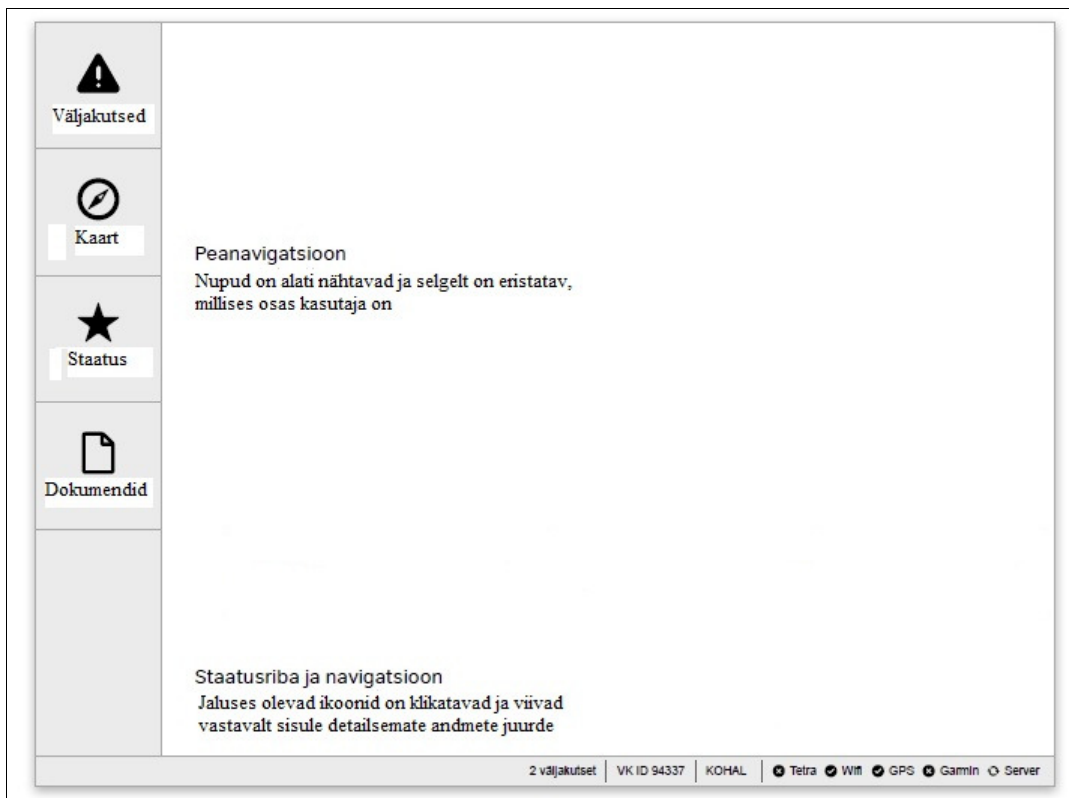 Väljakutsed
Kaart
Staatus
Dokumendid
Peanavigatsioon
Nupud on alati nähtavad ja selgelt on eristatav,
millises osas kasutaja on
Staatusriba ja navigatsioon
Jaluses olevad ikoonid on klikatavad ja viivad
vastavalt sisule detailsemate andmete juurde
2 väljakutset | VK ID 94337 | KOHAL | Tetra Wifi GPS Garmin Server